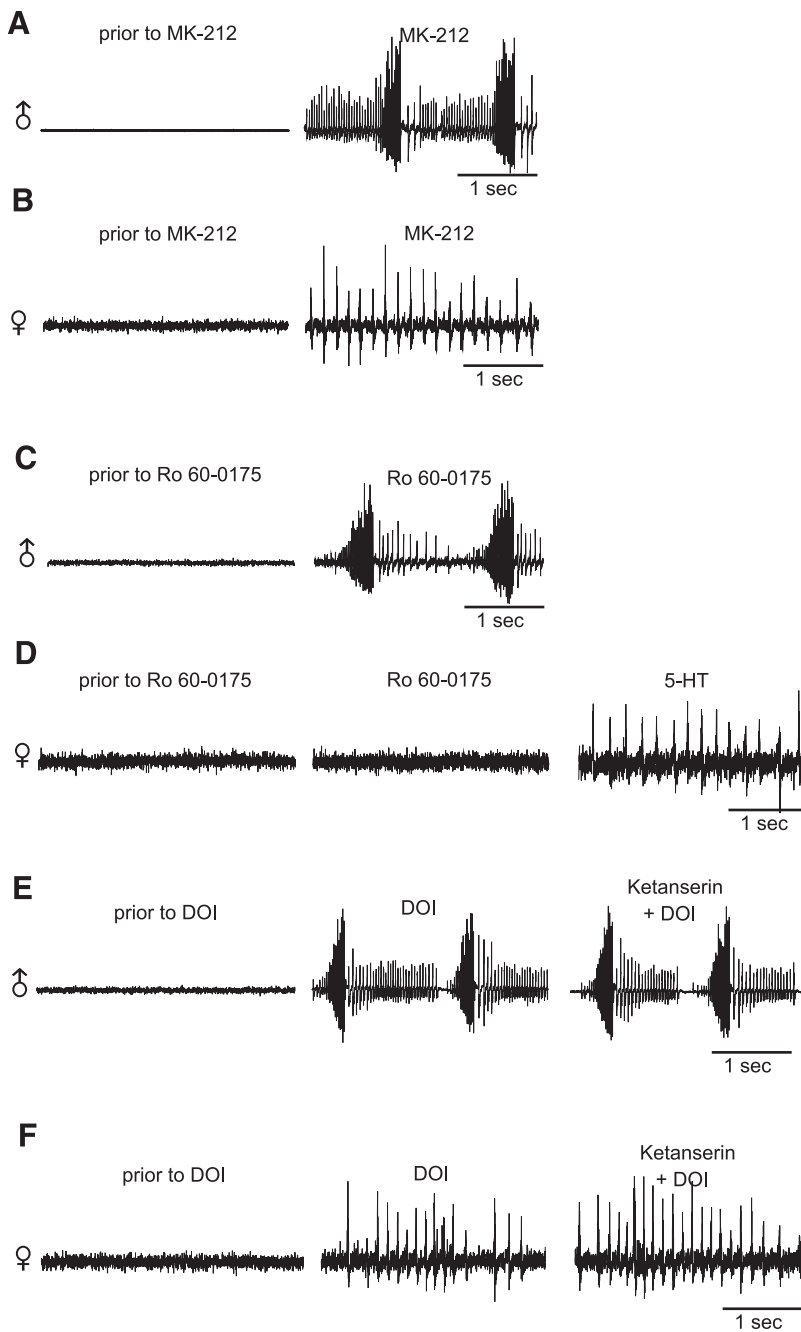 A
prior to MK-212
MK-212
♂
1 sec
B
prior to MK-212
MK-212
♀
1 sec
C
prior to Ro 60-0175
Ro 60-0175
♂
1 sec
D
prior to Ro 60-0175
Ro 60-0175
5-HT
♀
1 sec
E
prior to DOI
DOI
Ketanserin
+ DOI
♂
1 sec
F
prior to DOI
DOI
Ketanserin
+ DOI
♀
1 sec